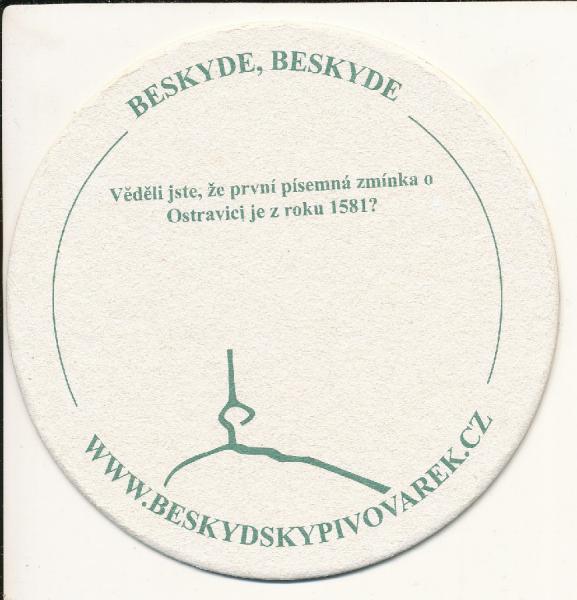 BESKYDE, BESKYDE
Věděli jste, že první písemná zmínka o
Ostravici je z roku 1581?
WWW.BESKYDSKYPIVOVAREK.CZ